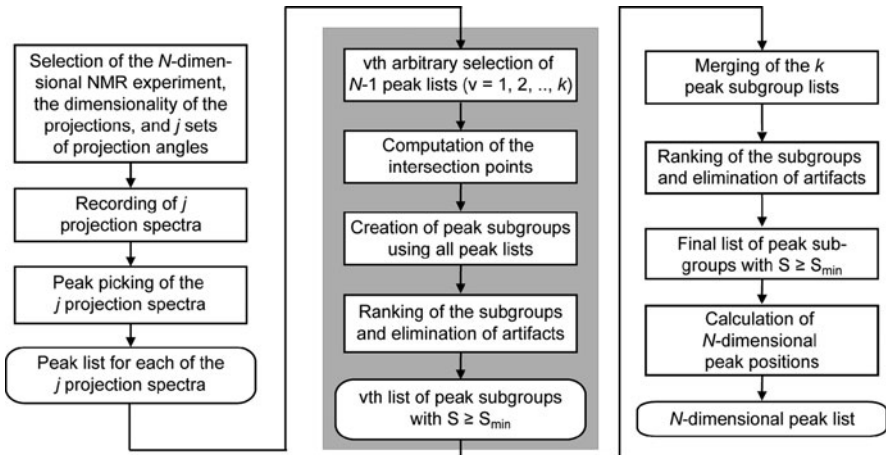 Selection of the N-dimen-
sional NMR experiment,
the dimensionality of the
projections, and j sets
of projection angles
Recording of j
projection spectra
Peak picking of the
j projection spectra
Peak list for each of the
j projection spectra
vth arbitrary selection of
N-1 peak lists (v = 1, 2, .., k)
Computation of the
intersection points
Creation of peak subgroups
using all peak lists
Ranking of the subgroups
and elimination of artifacts
vth list of peak subgroups
with S ≥ Smin
Merging of the k
peak subgroup lists
Ranking of the subgroups
and elimination of artifacts
Final list of peak sub-
groups with S ≥ Smin
Calculation of
N-dimensional
peak positions
N-dimensional peak list